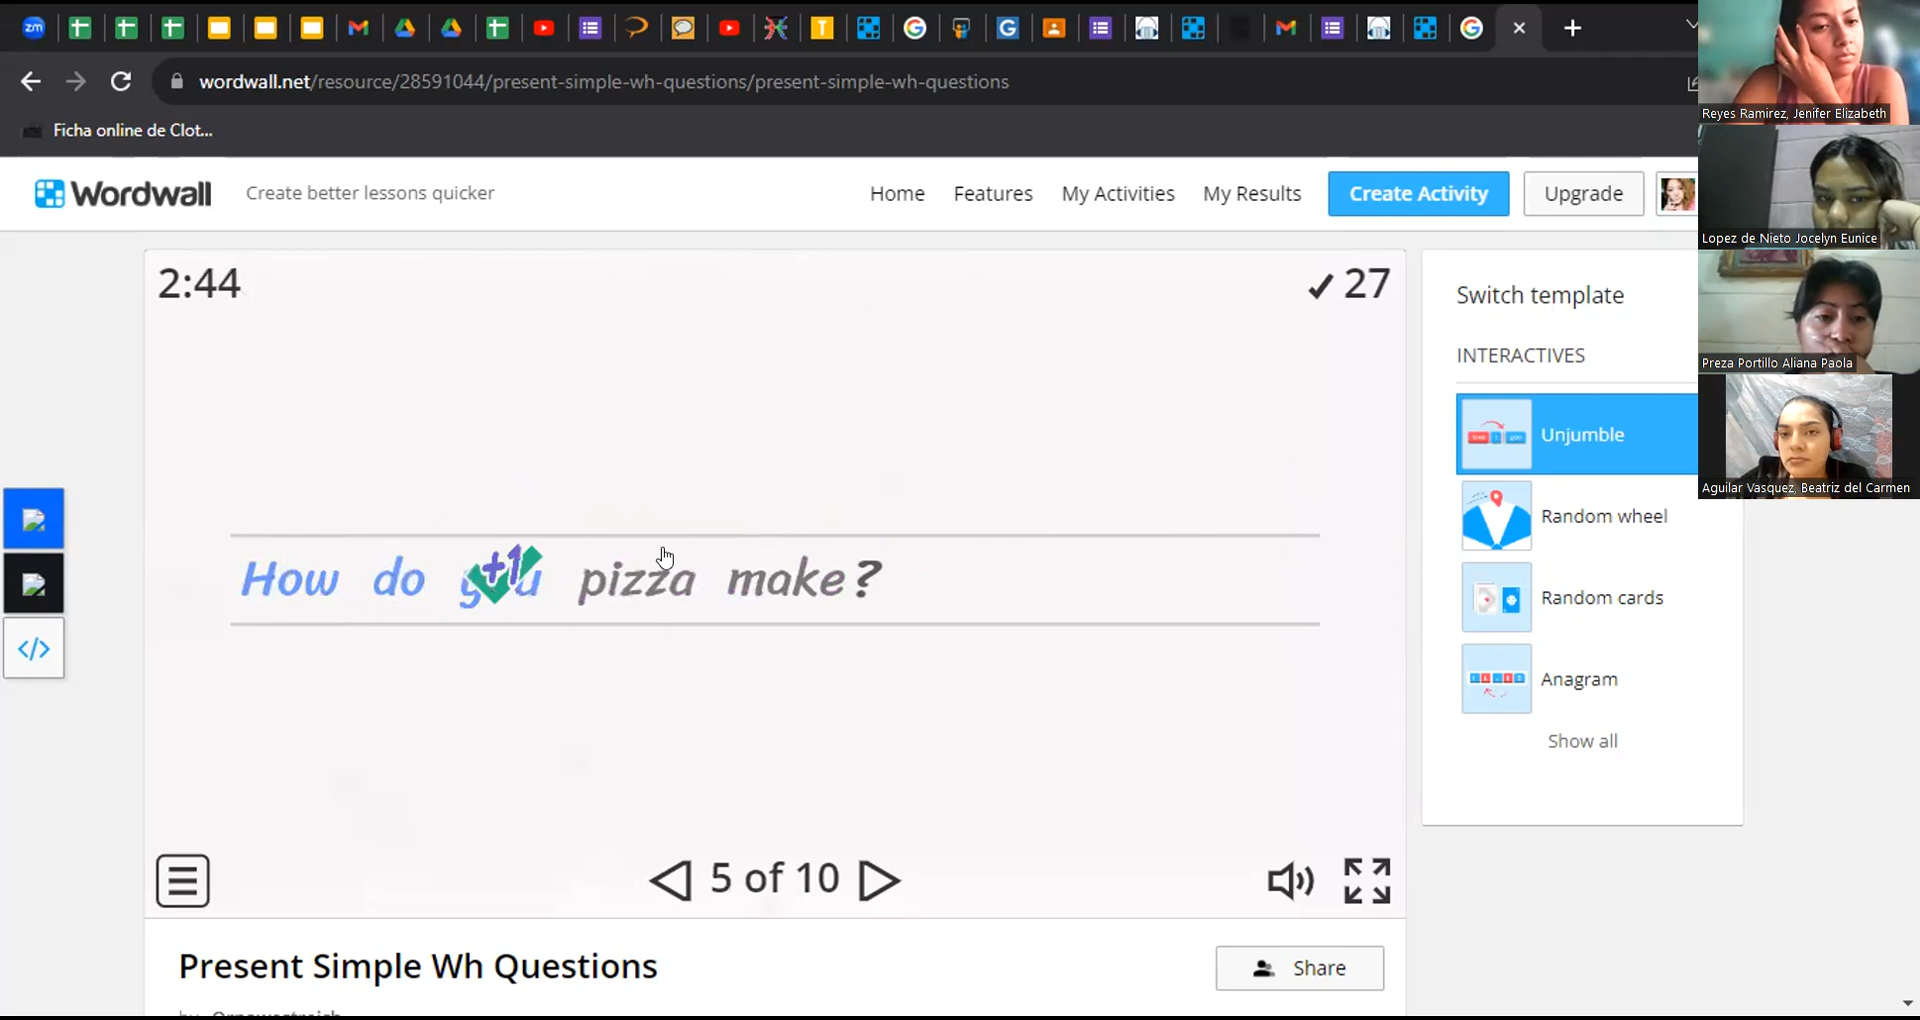 zm
wordwall.net/resource/28591044/present-simple-wh-questions/present-simple-wh-questions
Ficha online de Clot...
Wordwall
Create better lessons quicker
Home
Features
My Activities
My Results
Create Activity
Upgrade
2:44
27
How do you pizza make?
+1
5 of 10
Present Simple Wh Questions
Share
by
Switch template
INTERACTIVES
Unjumble
Random wheel
Random cards
Anagram
Show all
Reyes Ramirez, Jenifer Elizabeth
Lopez de Nieto Jocelyn Eunice
Preza Portillo Aliana Paola
Aguilar Vasquez, Beatriz del Carmen